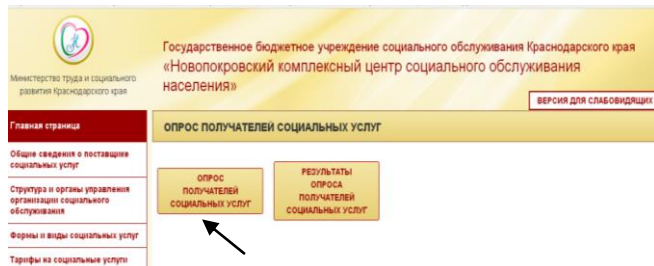 Министерство труда и социального
развития Краснодарского края
Государственное бюджетное учреждение социального обслуживания Краснодарского края
«Новопокровский комплексный центр социального обслуживания
населения»
ВЕРСИЯ ДЛЯ СЛАБОВИДЯЩИХ
Главная страница
Общие сведения о поставщике
социальных услуг
Структура и органы управления
организации социального
обслуживания
Формы и виды социальных услуг
Тарифы на социальные услуги
ОПРОС ПОЛУЧАТЕЛЕЙ СОЦИАЛЬНЫХ УСЛУГ
ОПРОС
ПОЛУЧАТЕЛЕЙ
СОЦИАЛЬНЫХ УСЛУГ
РЕЗУЛЬТАТЫ
ОПРОСА
ПОЛУЧАТЕЛЕЙ
СОЦИАЛЬНЫХ УСЛУГ